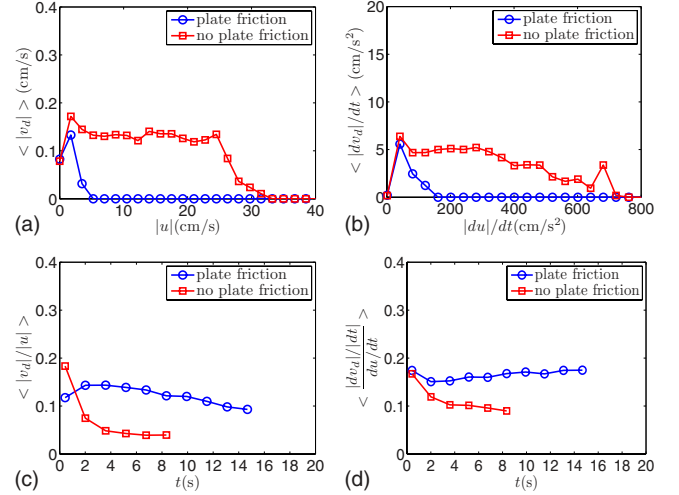 0.4
0.3
0.2
0.1
0
< |v_d| > (cm/s)
plate friction
no plate friction
0 10 20 30 40
|u|(cm/s)
(a)
20
15
10
5
0
< |dv_d|/dt > (cm/s²)
plate friction
no plate friction
0 200 400 600 800
|du|/dt(cm/s²)
(b)
0.4
0.3
0.2
0.1
0
< |v_d|/|u| >
plate friction
no plate friction
0 2 4 6 8 10 12 14 16 18 20
t(s)
(c)
0.4
0.3
0.2
0.1
0
< |dv_d|/|dt| / du/dt >
plate friction
no plate friction
0 2 4 6 8 10 12 14 16 18 20
t(s)
(d)